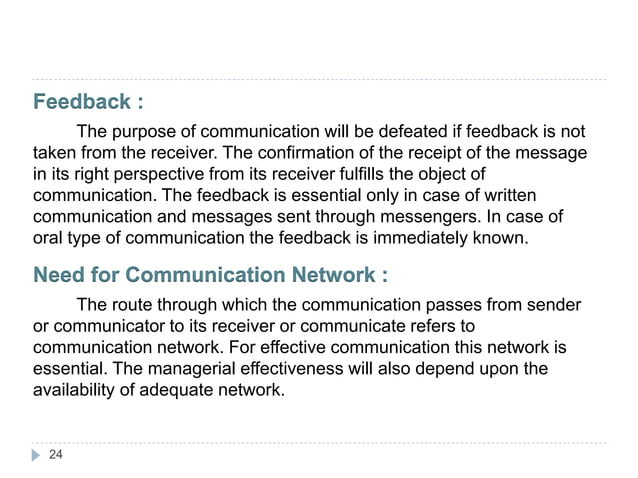 Feedback :
The purpose of communication will be defeated if feedback is not
taken from the receiver. The confirmation of the receipt of the message
in its right perspective from its receiver fulfills the object of
communication. The feedback is essential only in case of written
communication and messages sent through messengers. In case of
oral type of communication the feedback is immediately known.
Need for Communication Network :
The route through which the communication passes from sender
or communicator to its receiver or communicate refers to
communication network. For effective communication this network is
essential. The managerial effectiveness will also depend upon the
availability of adequate network.
24